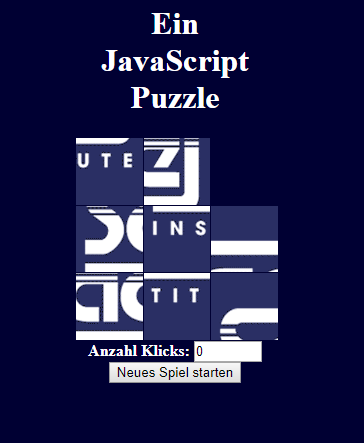 Ein
JavaScript
Puzzle
UTE
INS
TIT
Anzahl Klicks: 0
Neues Spiel starten